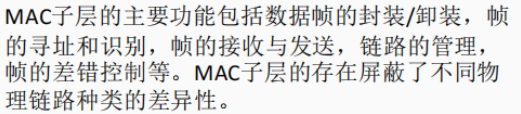 MAC子层的主要功能包括数据帧的封装/卸装，帧
的寻址和识别，帧的接收与发送，链路的管理，
帧的差错控制等。MAC子层的存在屏蔽了不同物
理链路种类的差异性。